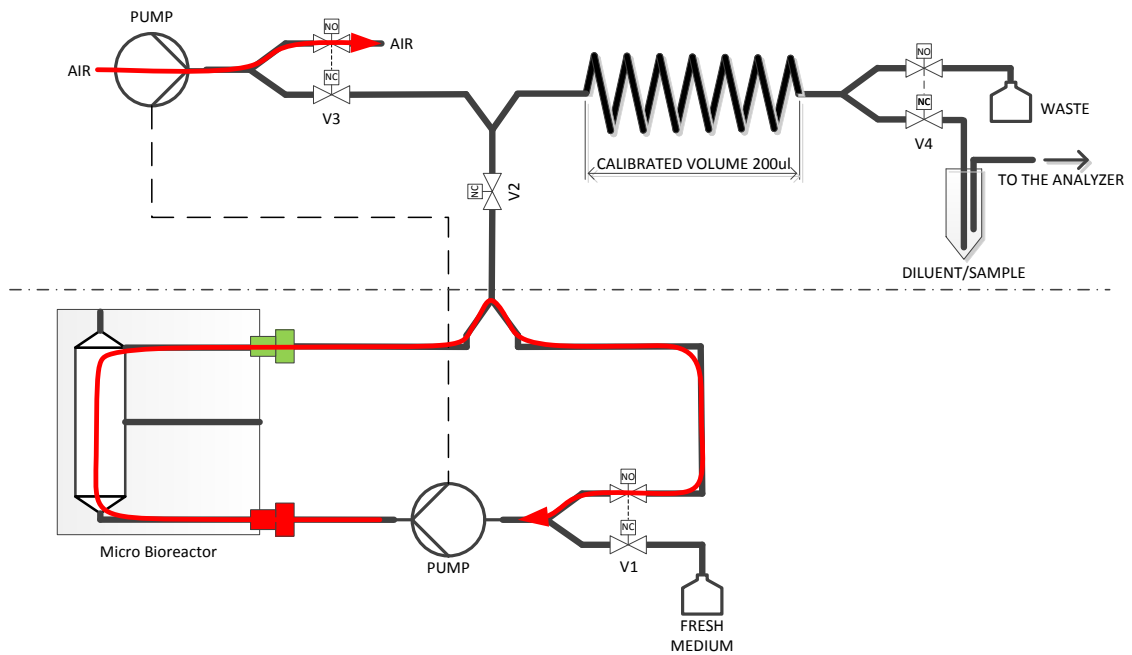 PUMP
NO
AIR
AIR
NC
V3
NO
WASTE
NC
V4
CALIBRATED VOLUME 200ul
TO THE ANALYZER
NC
V2
DILUENT/SAMPLE
NO
NC
Micro Bioreactor
PUMP
V1
FRESH
MEDIUM